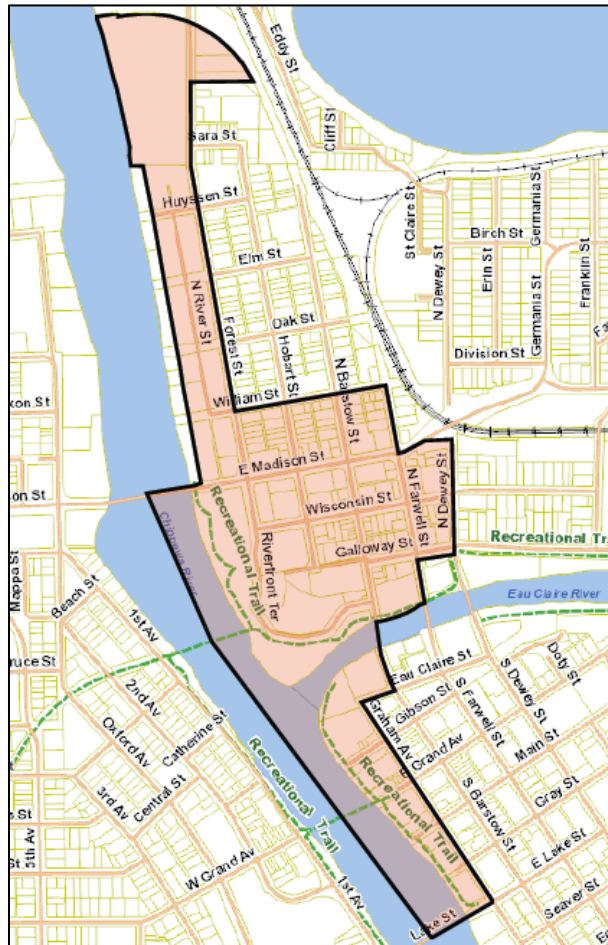 Eddy St
Cliff St
Sara St
St Claire St
Germania St
Huyssen St
Birch St
N Dewey St
Erin St
Franklin St
Elm St
N River St
Forest St
Oak St
Hobart St
N Barstow St
Germania St
Division St
William St
E Madison St
N Farwell St
N Dewey St
Wisconsin St
Chippewa River
Recreational Trail
Riverfront Ter
Galloway St
Recreational Tra
Mappa St
Beach St
Eau Claire River
1st Av
ruce St
2nd Av
Eau Claire St
Doty St
S Dewey St
Oxford Av
Catherine St
Graham Av
Gibson St
S Farwell St
Grand Av
Main St
3rd Av
Central St
Recreational Trail
Recreational Trail
S Barstow St
Gray St
5th Av
W Grand Av
E Lake St
1st Av
Seaver St
Lake St